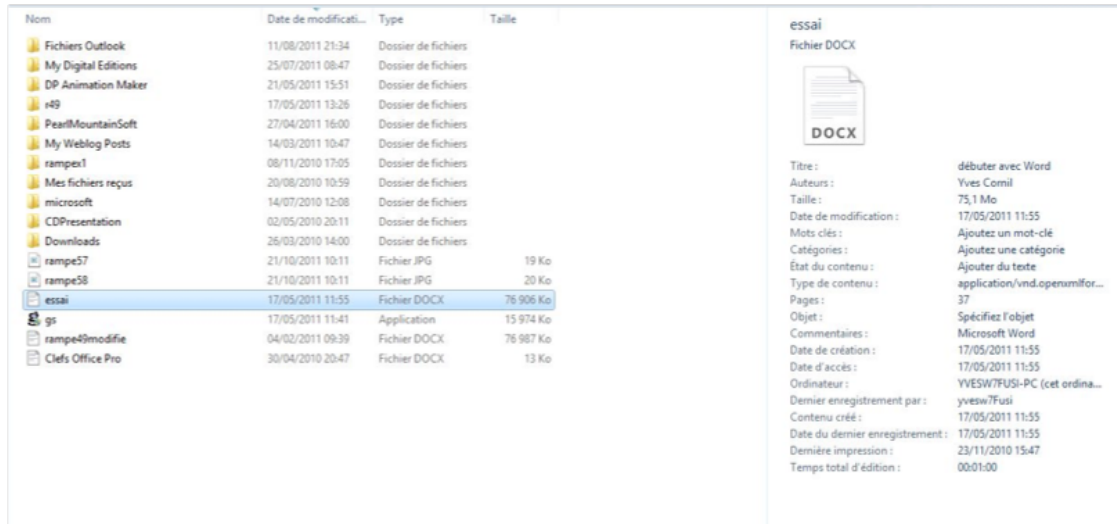 Nom Date de modificati... Type Taille
Fichiers Outlook 11/08/2011 21:34 Dossier de fichiers
My Digital Editions 25/07/2011 08:47 Dossier de fichiers
DP Animation Maker 21/05/2011 15:51 Dossier de fichiers
r49 17/05/2011 13:26 Dossier de fichiers
PearlMountainSoft 27/04/2011 16:00 Dossier de fichiers
My Weblog Posts 14/03/2011 10:47 Dossier de fichiers
rampex1 08/11/2010 17:05 Dossier de fichiers
Mes fichiers reçus 20/08/2010 10:59 Dossier de fichiers
microsoft 14/07/2010 12:08 Dossier de fichiers
CDPresentation 02/05/2010 20:11 Dossier de fichiers
Downloads 26/03/2010 14:00 Dossier de fichiers
rampe57 21/10/2011 10:11 Fichier JPG 19 Ko
rampe58 21/10/2011 10:11 Fichier JPG 20 Ko
essai 17/05/2011 11:55 Fichier DOCX 76 906 Ko
gs 17/05/2011 11:41 Application 15 974 Ko
rampe49modifie 04/02/2011 09:39 Fichier DOCX 76 987 Ko
Clefs Office Pro 30/04/2010 20:47 Fichier DOCX 13 Ko
essai
Fichier DOCX
DOCX
Titre : débuter avec Word
Auteurs : Yves Cornil
Taille : 75,1 Mo
Date de modification : 17/05/2011 11:55
Mots clés : Ajoutez un mot-clé
Catégories : Ajoutez une catégorie
État du contenu : Ajouter du texte
Type de contenu : application/vnd.openxmlfor...
Pages : 37
Objet : Spécifiez l'objet
Commentaires : Microsoft Word
Date de création : 17/05/2011 11:55
Date d'accès : 17/05/2011 11:55
Ordinateur : YVESW7FUSI-PC (cet ordina...
Dernier enregistrement par : yvesw7Fusi
Contenu créé : 17/05/2011 11:55
Date du dernier enregistrement : 17/05/2011 11:55
Dernière impression : 23/11/2010 15:47
Temps total d'édition : 00:01:00